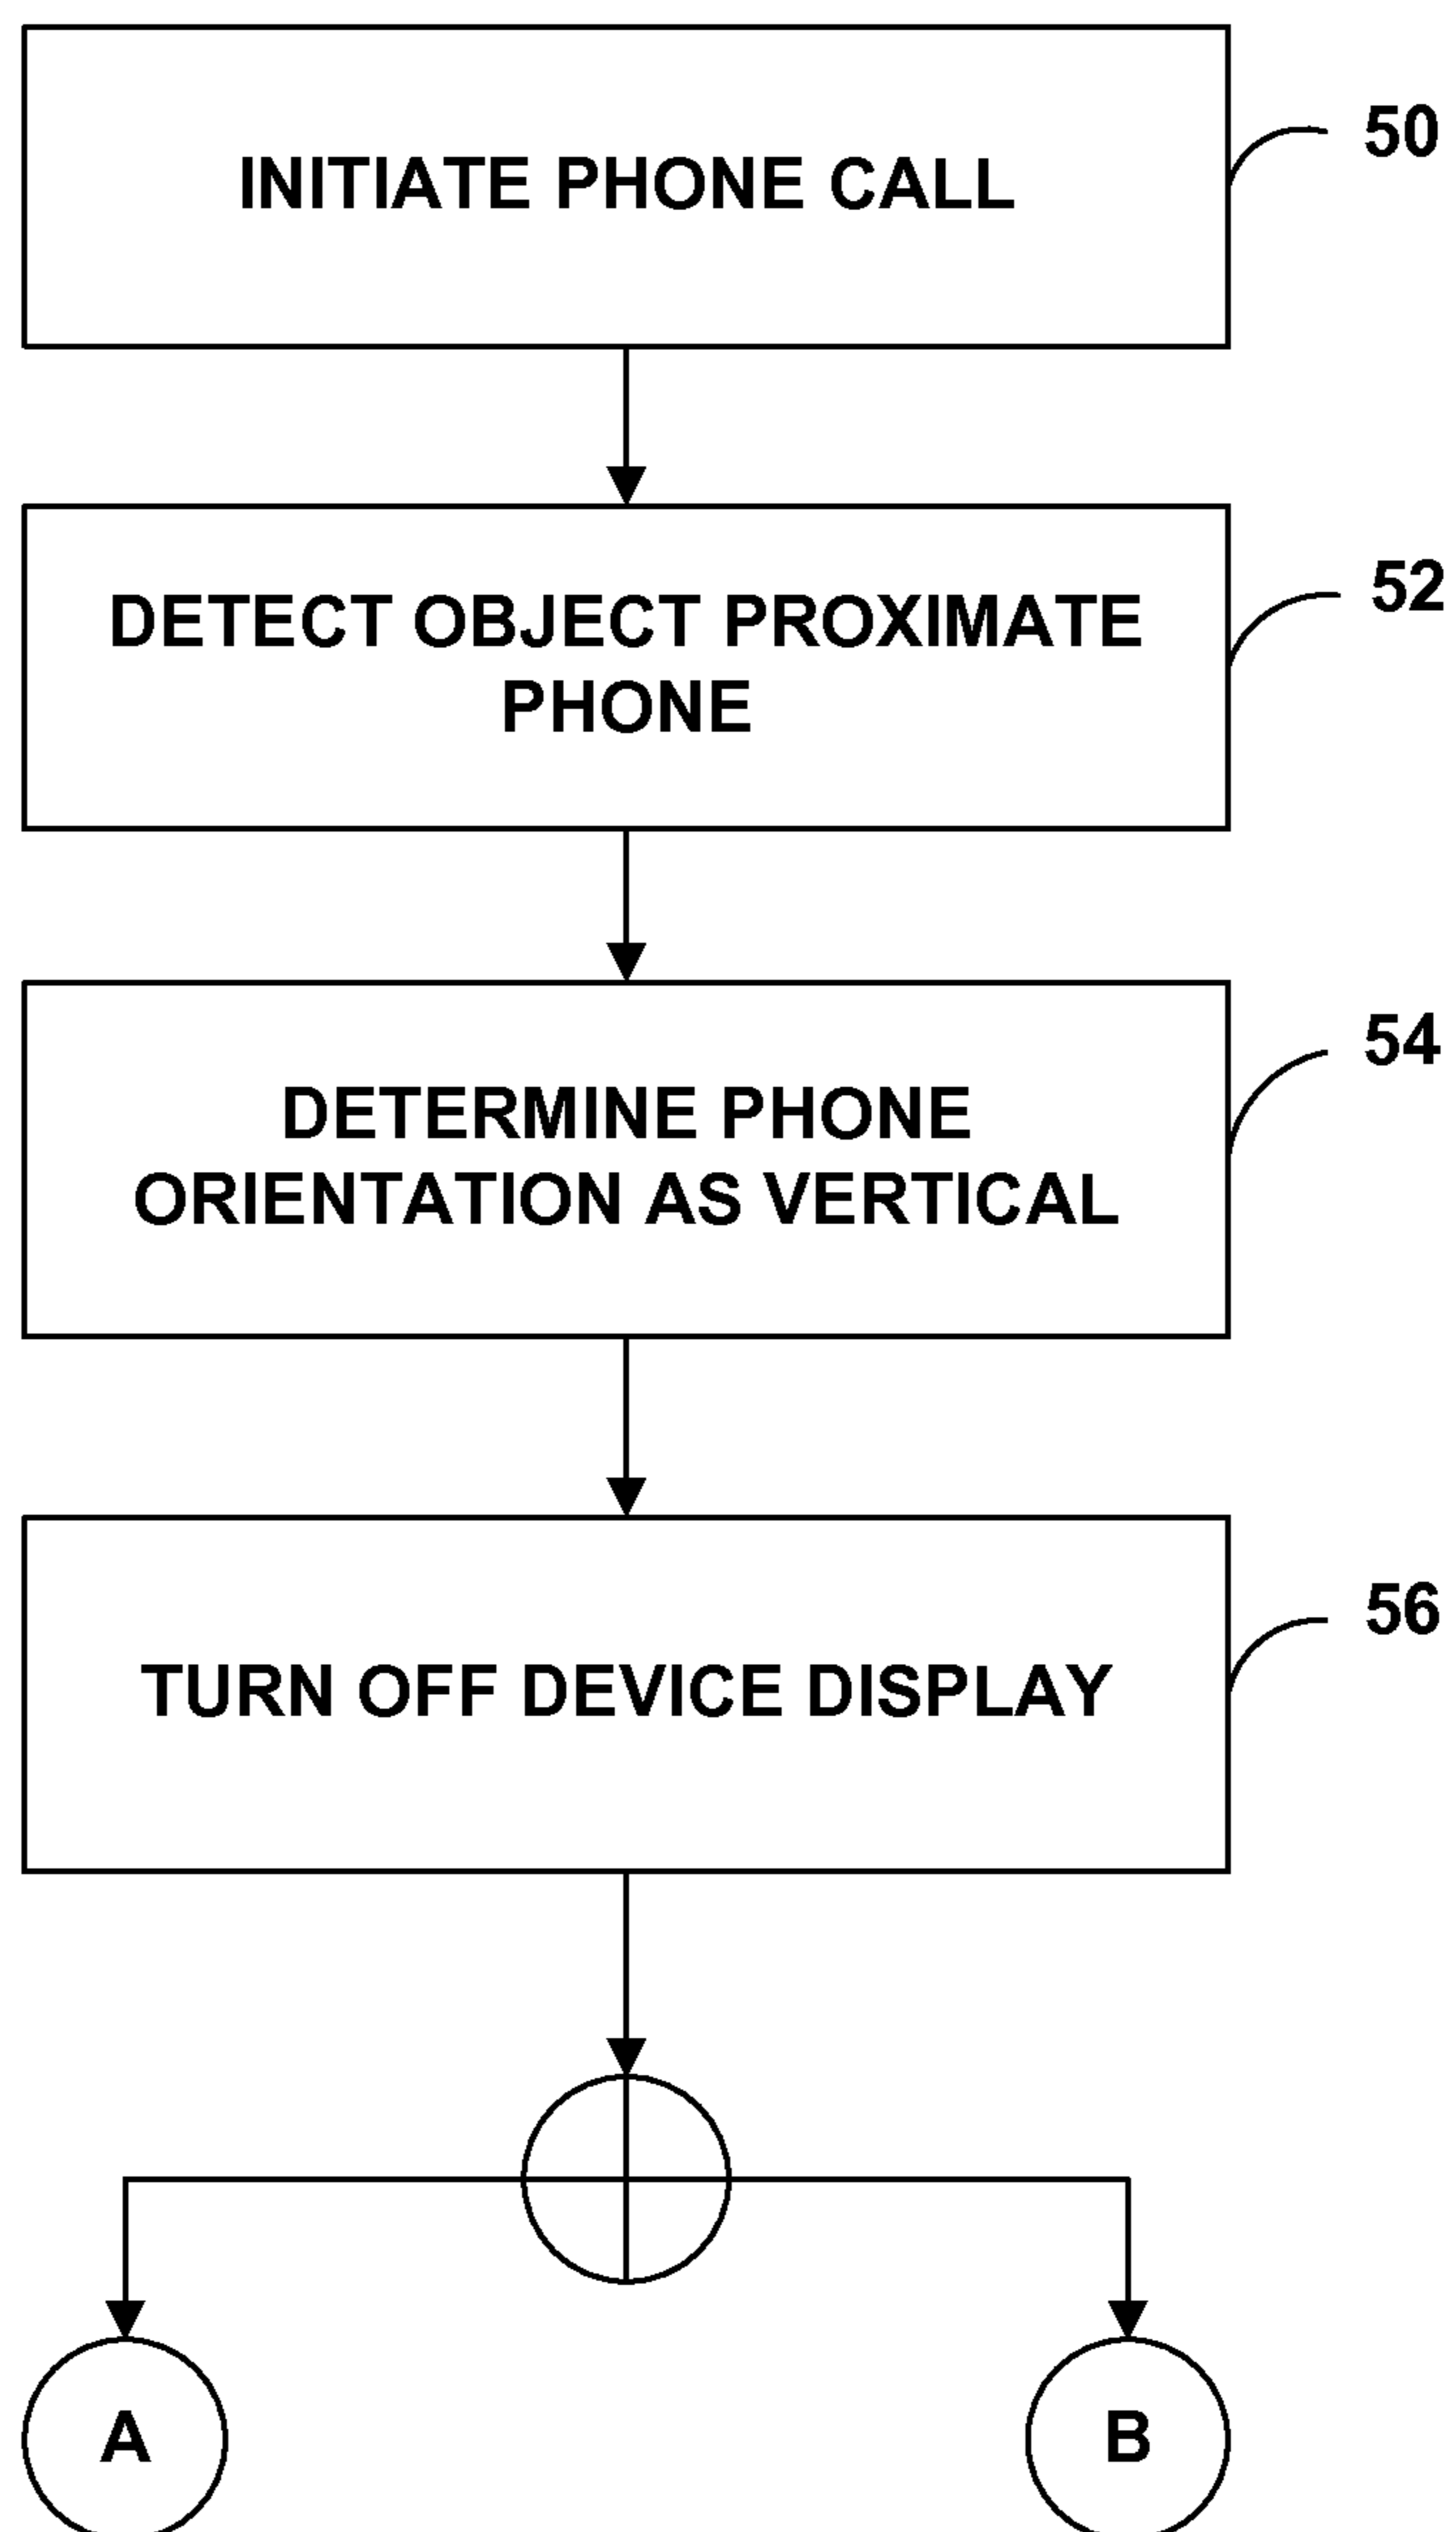 INITIATE PHONE CALL
50
DETECT OBJECT PROXIMATE
PHONE
52
DETERMINE PHONE
ORIENTATION AS VERTICAL
54
TURN OFF DEVICE DISPLAY
56
A
B